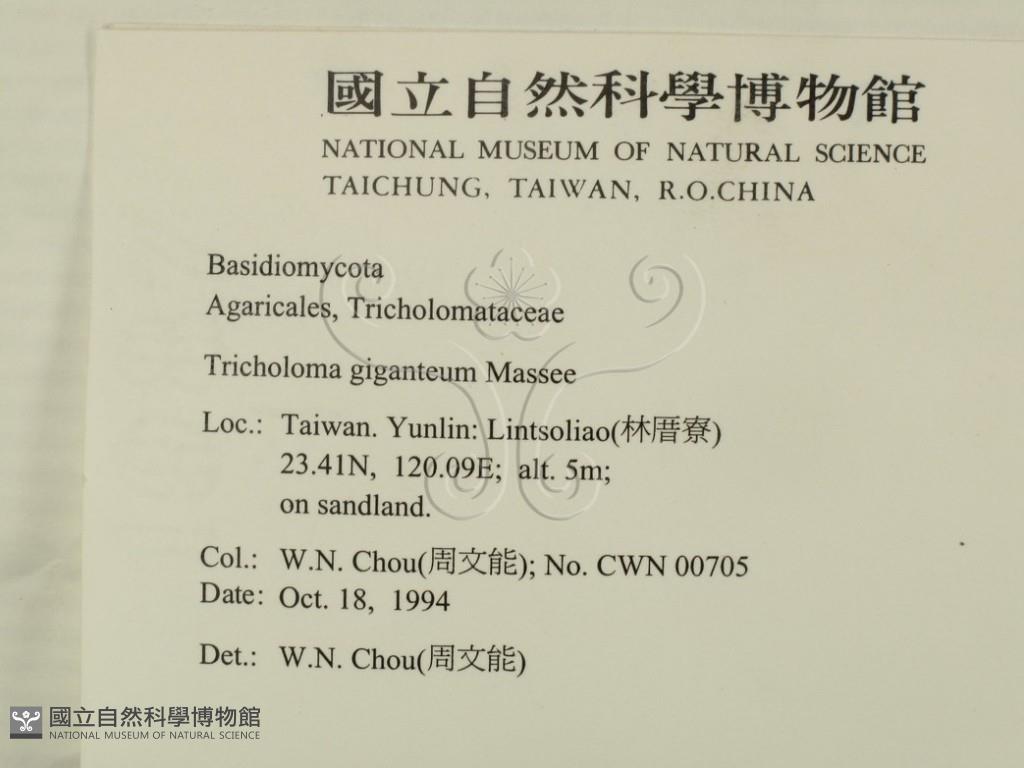 國立自然科學博物館
NATIONAL MUSEUM OF NATURAL SCIENCE
TAICHUNG, TAIWAN, R.O.CHINA
Basidiomycota
Agaricales, Tricholomataceae
Tricholoma giganteum Massee
Loc.: Taiwan. Yunlin: Lintsoliao(林厝寮)
23.41N, 120.09E; alt. 5m;
on sandland.
Col.: W.N. Chou(周文能); No. CWN 00705
Date: Oct. 18, 1994
Det.: W.N. Chou(周文能)
國立自然科學博物館
NATIONAL MUSEUM OF NATURAL SCIENCE